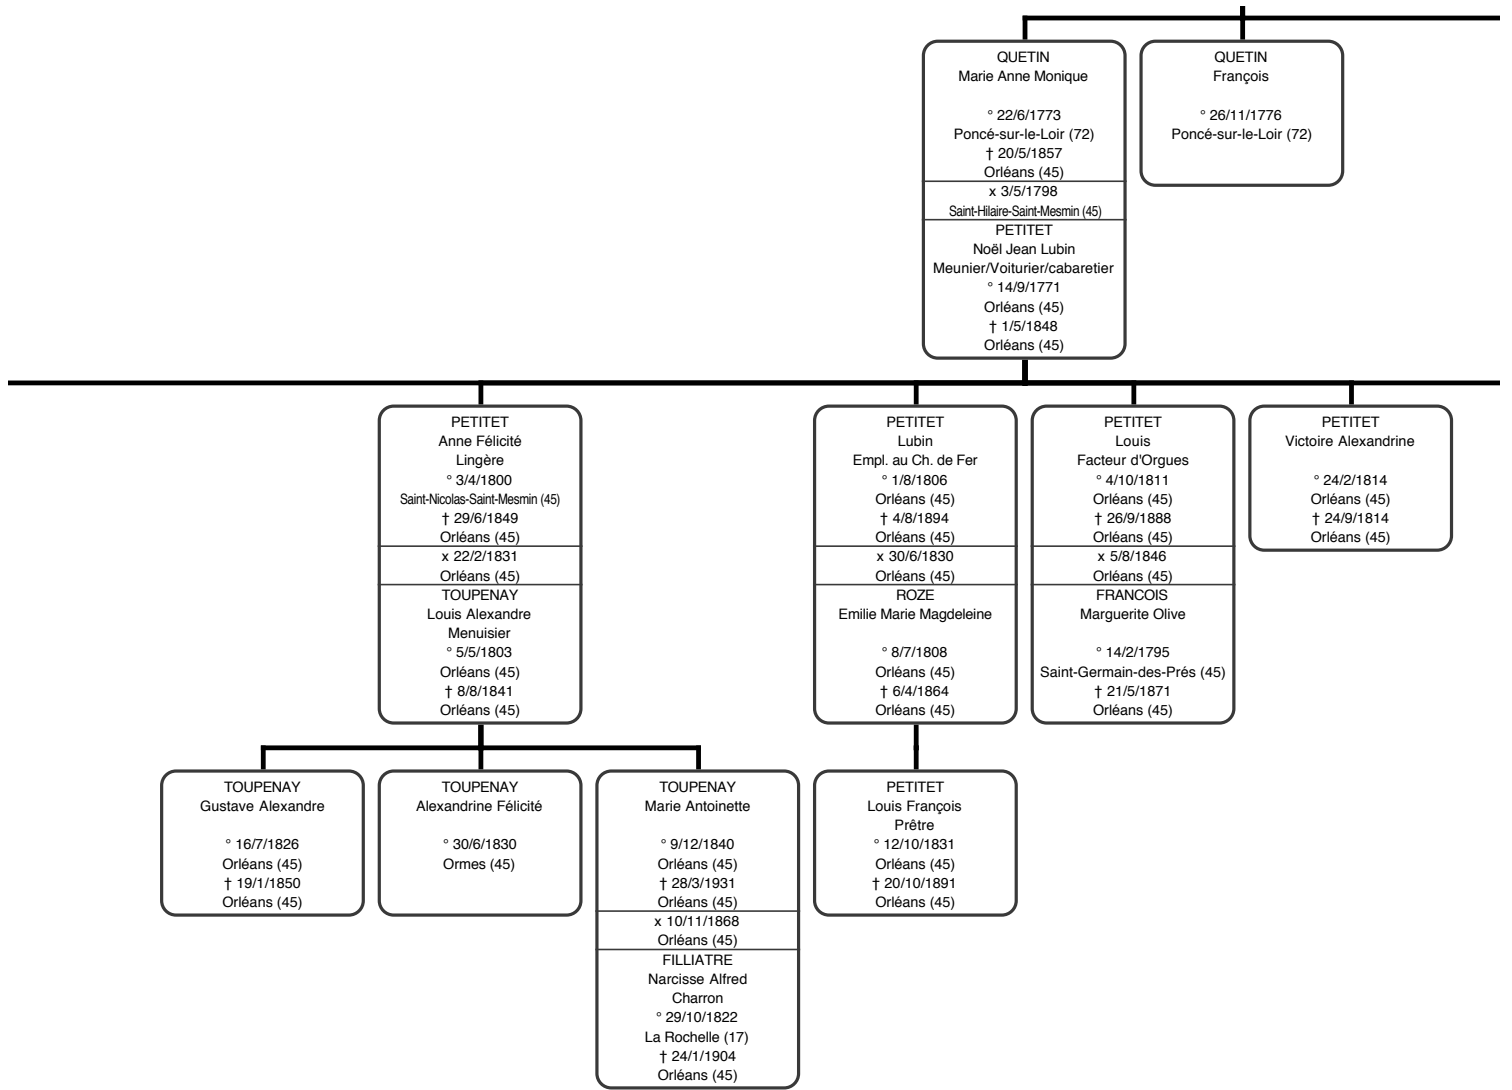 QUETIN
Marie Anne Monique
° 22/6/1773
Poncé-sur-le-Loir (72)
† 20/5/1857
Orléans (45)
x 3/5/1798
Saint-Hilaire-Saint-Mesmin (45)
PETITET
Noël Jean Lubin
Meunier/Voiturier/cabaretier
° 14/9/1771
Orléans (45)
† 1/5/1848
Orléans (45)
QUETIN
François
° 26/11/1776
Poncé-sur-le-Loir (72)
PETITET
Anne Félicité
Lingère
° 3/4/1800
Saint-Nicolas-Saint-Mesmin (45)
† 29/6/1849
Orléans (45)
x 22/2/1831
Orléans (45)
TOUPENAY
Louis Alexandre
Menuisier
° 5/5/1803
Orléans (45)
† 8/8/1841
Orléans (45)
PETITET
Lubin
Empl. au Ch. de Fer
° 1/8/1806
Orléans (45)
† 4/8/1894
Orléans (45)
x 30/6/1830
Orléans (45)
ROZE
Emilie Marie Magdeleine
° 8/7/1808
Orléans (45)
† 6/4/1864
Orléans (45)
PETITET
Louis
Facteur d'Orgues
° 4/10/1811
Orléans (45)
† 26/9/1888
Orléans (45)
x 5/8/1846
Orléans (45)
FRANCOIS
Marguerite Olive
° 14/2/1795
Saint-Germain-des-Prés (45)
† 21/5/1871
Orléans (45)
PETITET
Victoire Alexandrine
° 24/2/1814
Orléans (45)
† 24/9/1814
Orléans (45)
TOUPENAY
Gustave Alexandre
° 16/7/1826
Orléans (45)
† 19/1/1850
Orléans (45)
TOUPENAY
Alexandrine Félicité
° 30/6/1830
Ormes (45)
TOUPENAY
Marie Antoinette
° 9/12/1840
Orléans (45)
† 28/3/1931
Orléans (45)
x 10/11/1868
Orléans (45)
FILLIATRE
Narcisse Alfred
Charron
° 29/10/1822
La Rochelle (17)
† 24/1/1904
Orléans (45)
PETITET
Louis François
Prêtre
° 12/10/1831
Orléans (45)
† 20/10/1891
Orléans (45)